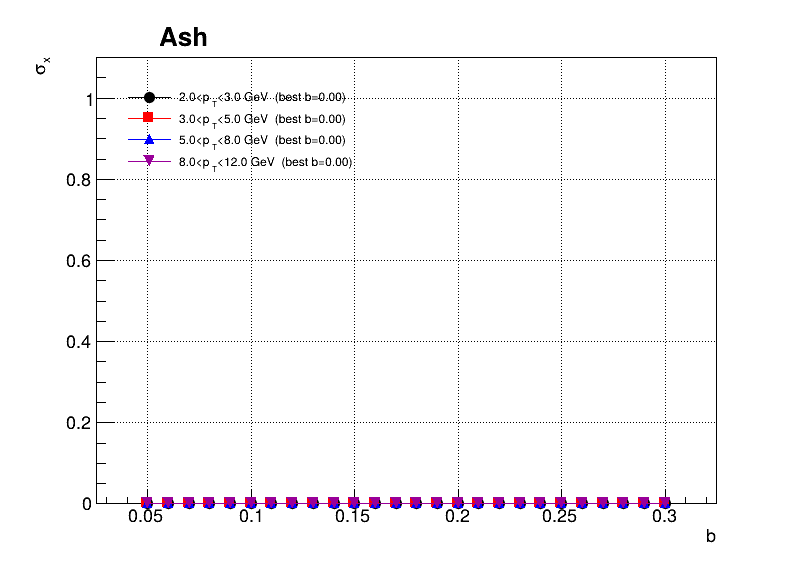 Ash
σx
1
2.0<pT<3.0 GeV (best b=0.00)
3.0<pT<5.0 GeV (best b=0.00)
5.0<pT<8.0 GeV (best b=0.00)
8.0<pT<12.0 GeV (best b=0.00)
0.8
0.6
0.4
0.2
0
0.05 0.1 0.15 0.2 0.25 0.3
b